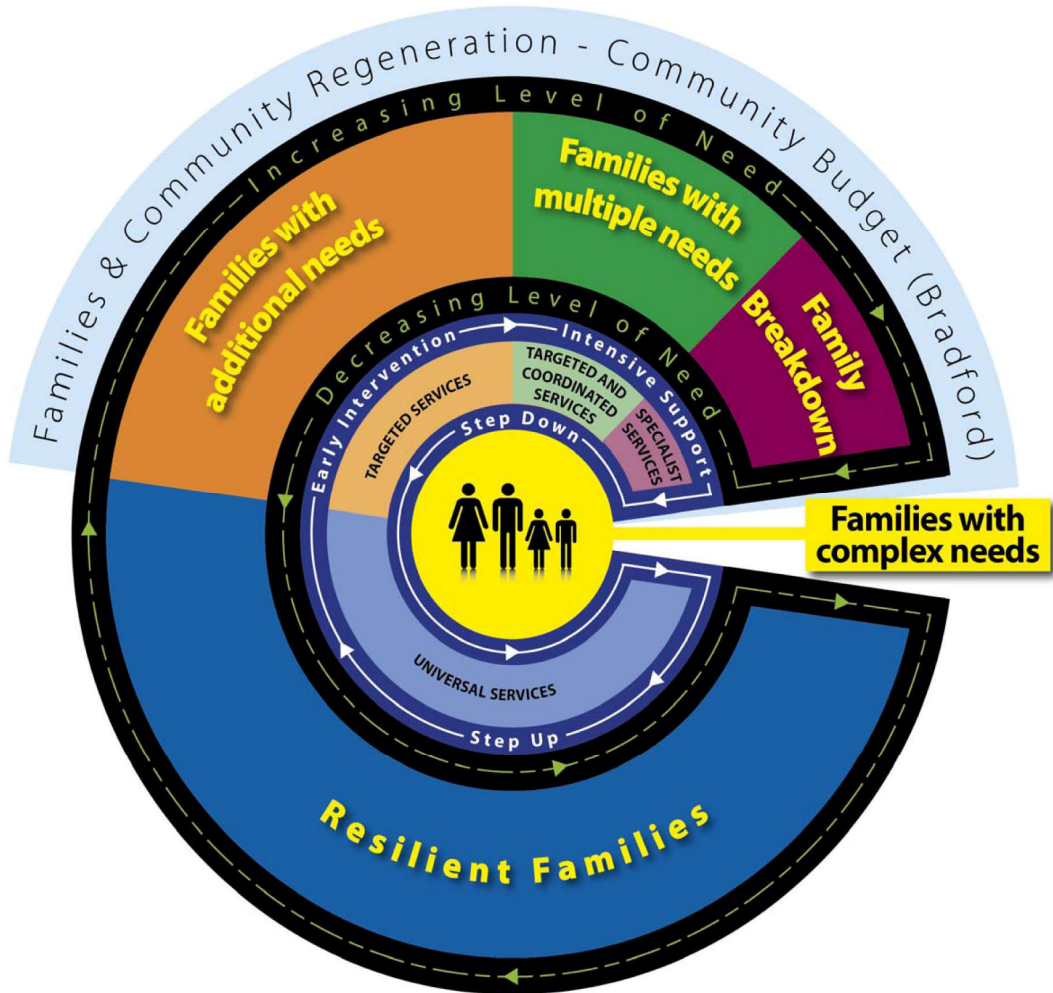 Families & Community Regeneration - Community Budget (Bradford)
Increasing Level of Need
Families with
additional needs
Families with
multiple needs
Family
Breakdown
Decreasing Level of Need
Early Intervention
Intensive Support
TARGETED SERVICES
TARGETED AND
COORDINATED
SERVICES
SPECIALIST
SERVICES
Step Down
Families with
complex needs
UNIVERSAL SERVICES
Step Up
Resilient Families